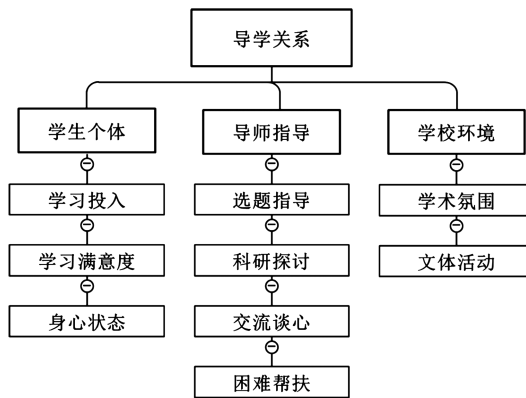 导学关系
学生个体
导师指导
学校环境
学习投入
选题指导
学术氛围
学习满意度
科研探讨
文体活动
身心状态
交流谈心
困难帮扶